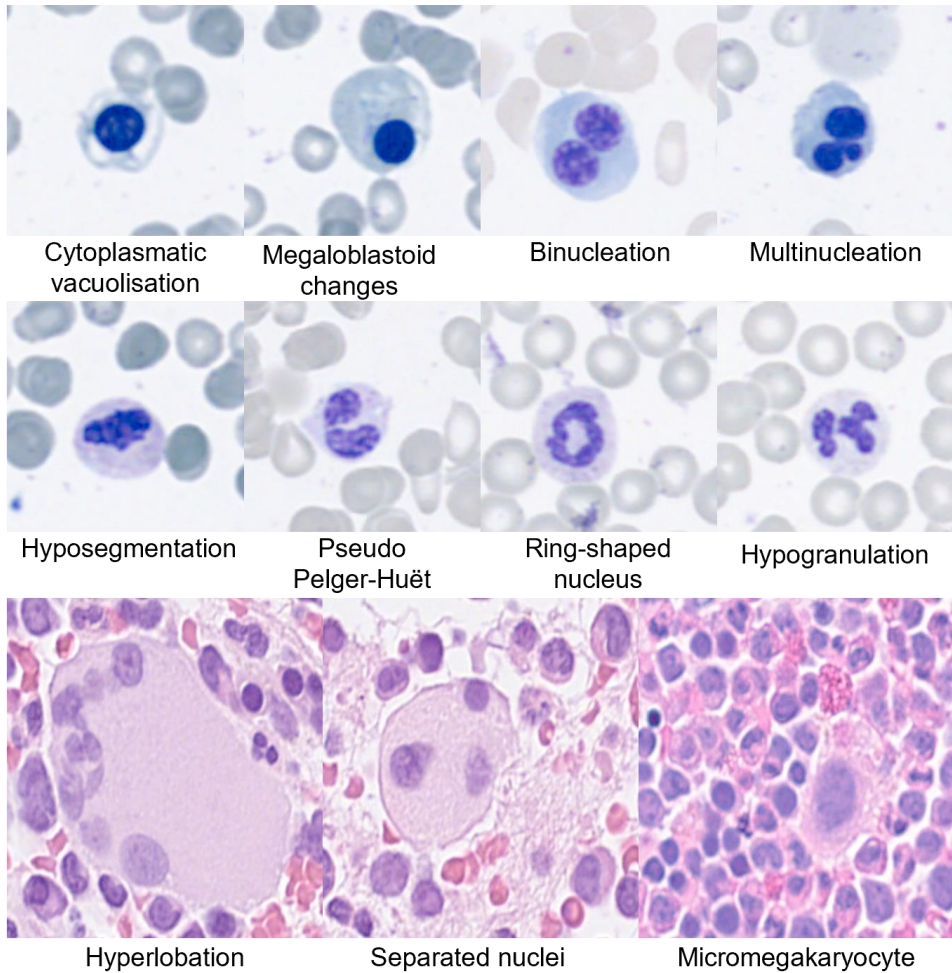 Cytoplasmatic
vacuolisation
Megaloblastoid
changes
Binucleation
Multinucleation
Hyposegmentation
Pseudo
Pelger-Huët
Ring-shaped
nucleus
Hypogranulation
Hyperlobation
Separated nuclei
Micromegakaryocyte